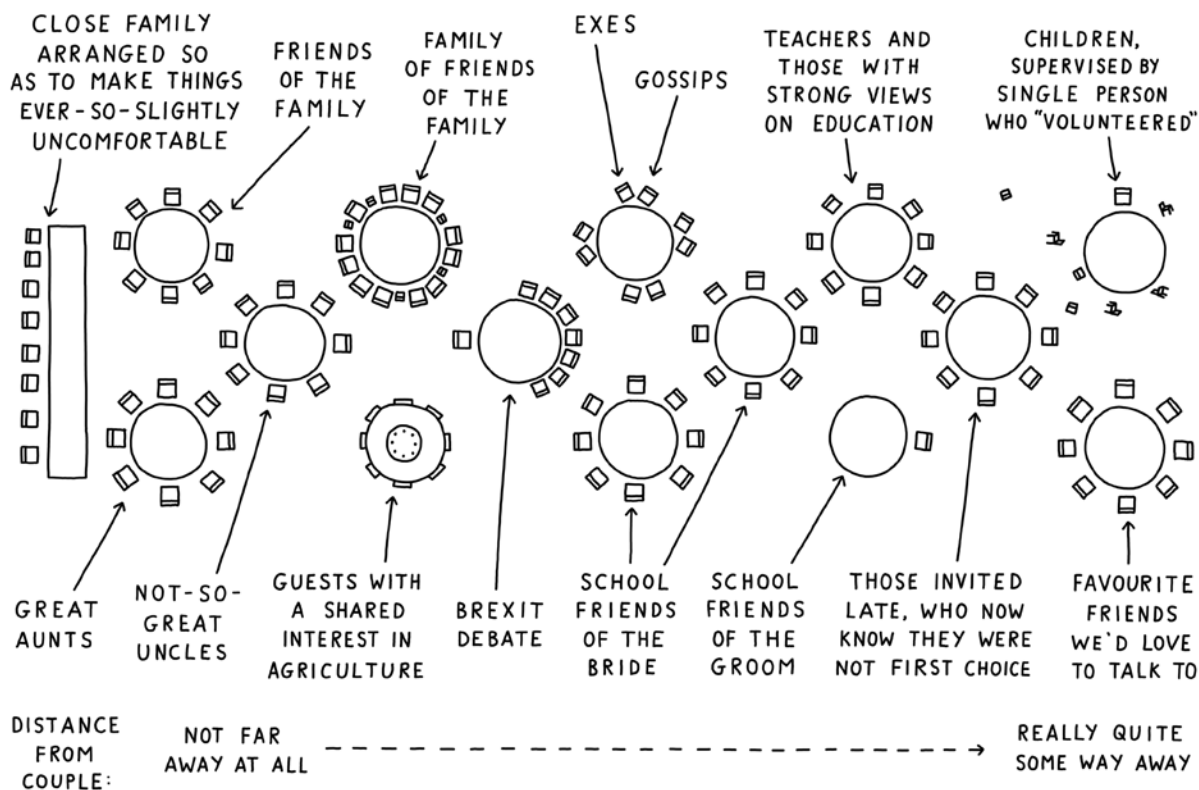 CLOSE FAMILY
ARRANGED SO
AS TO MAKE THINGS
EVER-SO-SLIGHTLY
UNCOMFORTABLE
FRIENDS
OF THE
FAMILY
FAMILY
OF FRIENDS
OF THE
FAMILY
EXES
GOSSIPS
TEACHERS AND
THOSE WITH
STRONG VIEWS
ON EDUCATION
CHILDREN,
SUPERVISED BY
SINGLE PERSON
WHO "VOLUNTEERED"
GREAT
AUNTS
NOT-SO-
GREAT
UNCLES
GUESTS WITH
A SHARED
INTEREST IN
AGRICULTURE
BREXIT
DEBATE
SCHOOL
FRIENDS
OF THE
BRIDE
SCHOOL
FRIENDS
OF THE
GROOM
THOSE INVITED
LATE, WHO NOW
KNOW THEY WERE
NOT FIRST CHOICE
FAVOURITE
FRIENDS
WE'D LOVE
TO TALK TO
DISTANCE
FROM
COUPLE:
NOT FAR
AWAY AT ALL
REALLY QUITE
SOME WAY AWAY